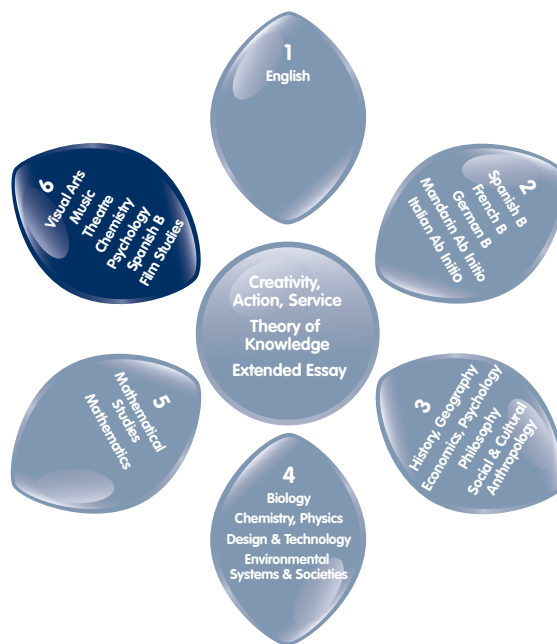 1
English
2
Spanish B
French B
German B
Mandarin Ab Initio
Italian Ab Initio
3
History, Geography
Economics, Psychology
Philosophy
Social & Cultural
Anthropology
4
Biology
Chemistry, Physics
Design & Technology
Environmental
Systems & Societies
5
Mathematical
Studies
Mathematics
6
Visual Arts
Music
Theatre
Chemistry
Psychology
Spanish B
Film Studies
Creativity,
Action, Service
Theory of
Knowledge
Extended Essay